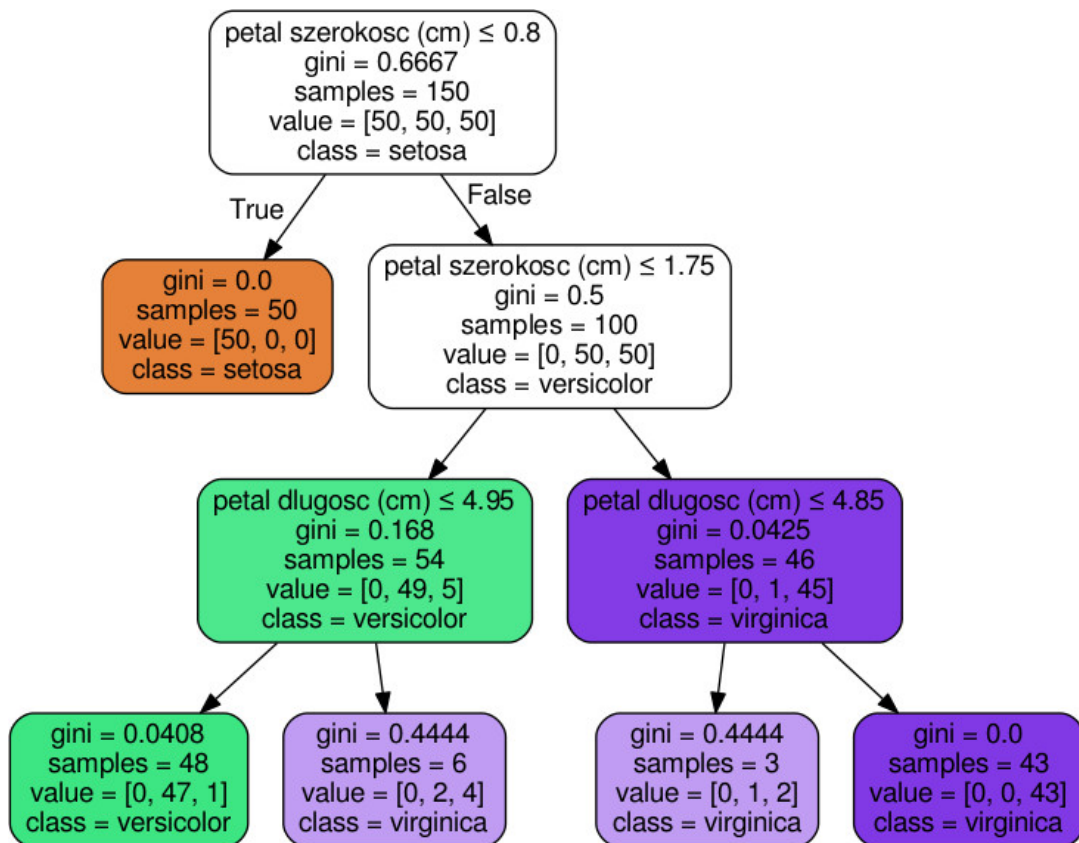 petal szerokosc (cm) ≤ 0.8
gini = 0.6667
samples = 150
value = [50, 50, 50]
class = setosa
True
False
gini = 0.0
samples = 50
value = [50, 0, 0]
class = setosa
petal szerokosc (cm) ≤ 1.75
gini = 0.5
samples = 100
value = [0, 50, 50]
class = versicolor
petal dlugosc (cm) ≤ 4.95
gini = 0.168
samples = 54
value = [0, 49, 5]
class = versicolor
petal dlugosc (cm) ≤ 4.85
gini = 0.0425
samples = 46
value = [0, 1, 45]
class = virginica
gini = 0.0408
samples = 48
value = [0, 47, 1]
class = versicolor
gini = 0.4444
samples = 6
value = [0, 2, 4]
class = virginica
gini = 0.4444
samples = 3
value = [0, 1, 2]
class = virginica
gini = 0.0
samples = 43
value = [0, 0, 43]
class = virginica